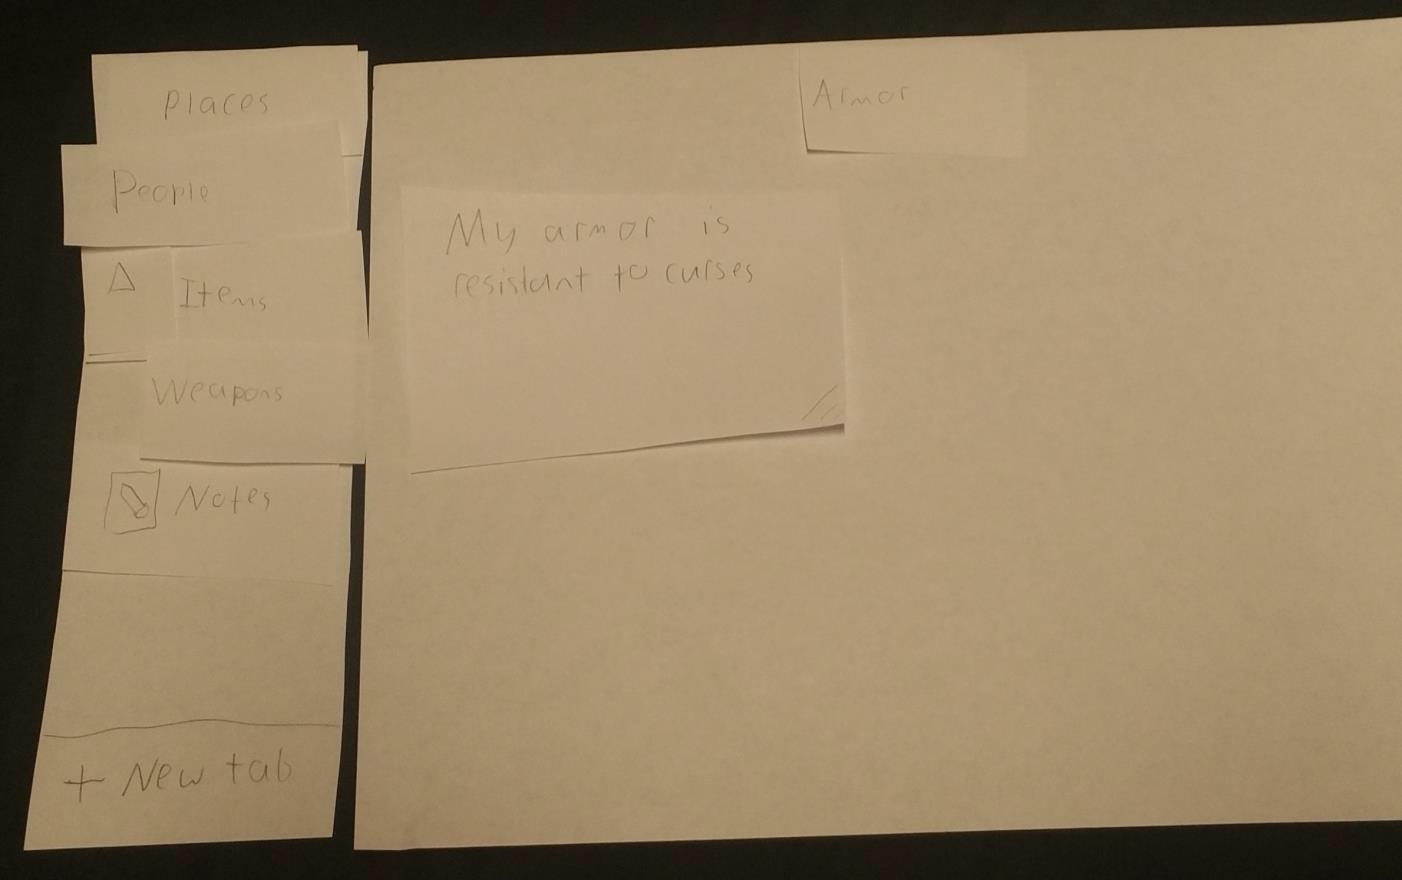 Places
People
Items
Weapons
Notes
+ New tab
Armor
My armor is
resistant to curses